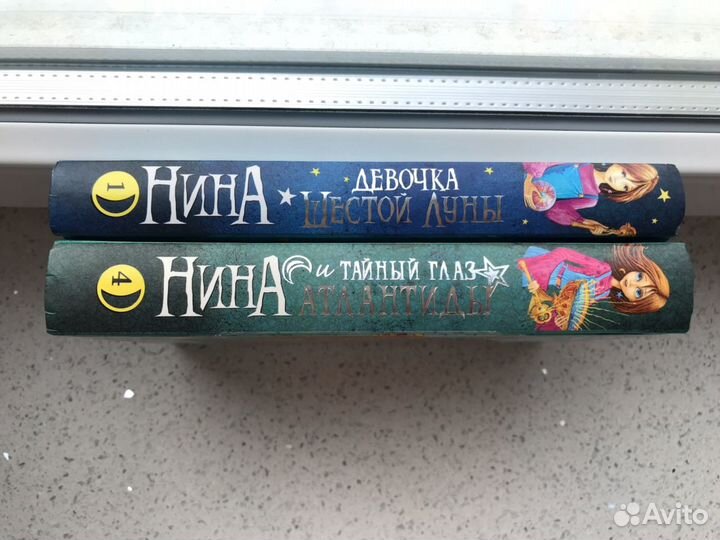 1 НИНА ДЕВОЧКА
ШЕСТОЙ ЛУНЫ
4 НИНА и ТАЙНЫЙ ГЛАЗ
АТЛАНТИДЫ
Avito